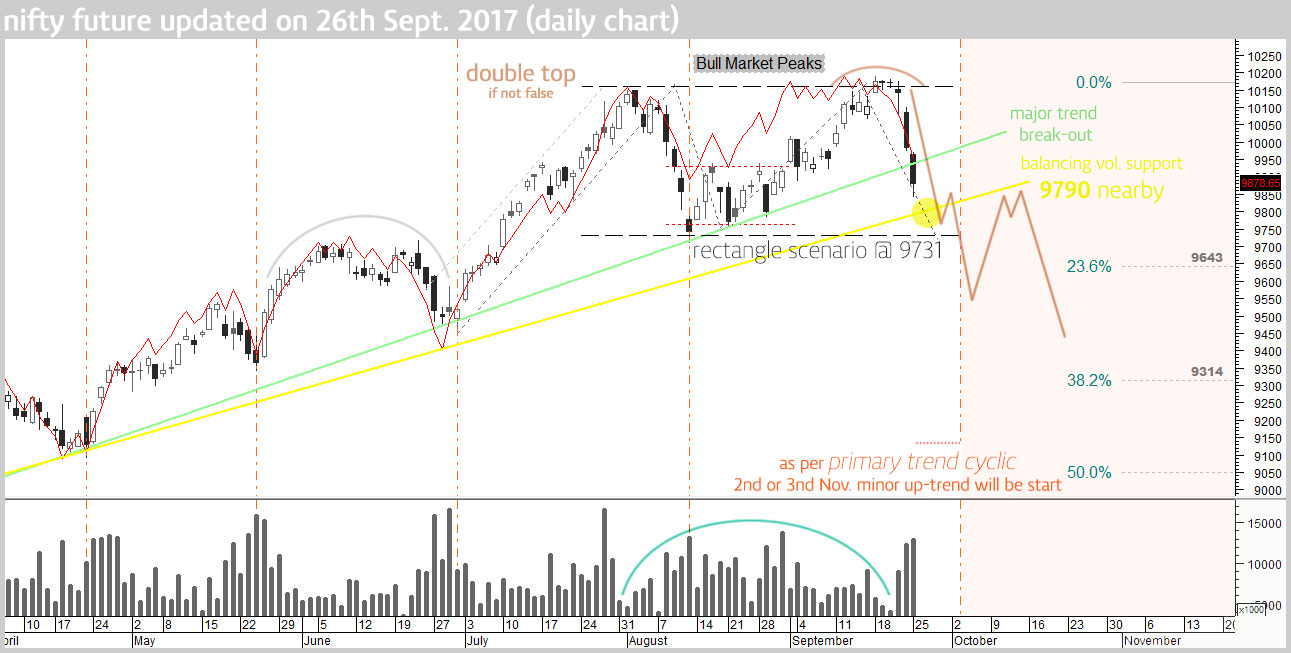 nifty future updated on 26th Sept. 2017 (daily chart)
Bull Market Peaks
double top
if not false
0.0%
major trend
break-out
balancing vol. support
9790 nearby
rectangle scenario @ 9731
23.6%
9643
38.2%
9314
50.0%
as per primary trend cyclic
2nd or 3nd Nov. minor up-trend will be start
10250
10200
10150
10100
10050
10000
9950
9878.65
9850
9800
9750
9700
9650
9600
9550
9500
9450
9400
9350
9300
9250
9200
9150
9100
9050
9000
15000
10000
5000
x1000
10 17 24 2 8 15 22 29 5 12 19 27 3 10 17 24 31 7 14 21 28 4 11 18 25 2 9 16 23 30 6 13 20
pril May June July August September October November